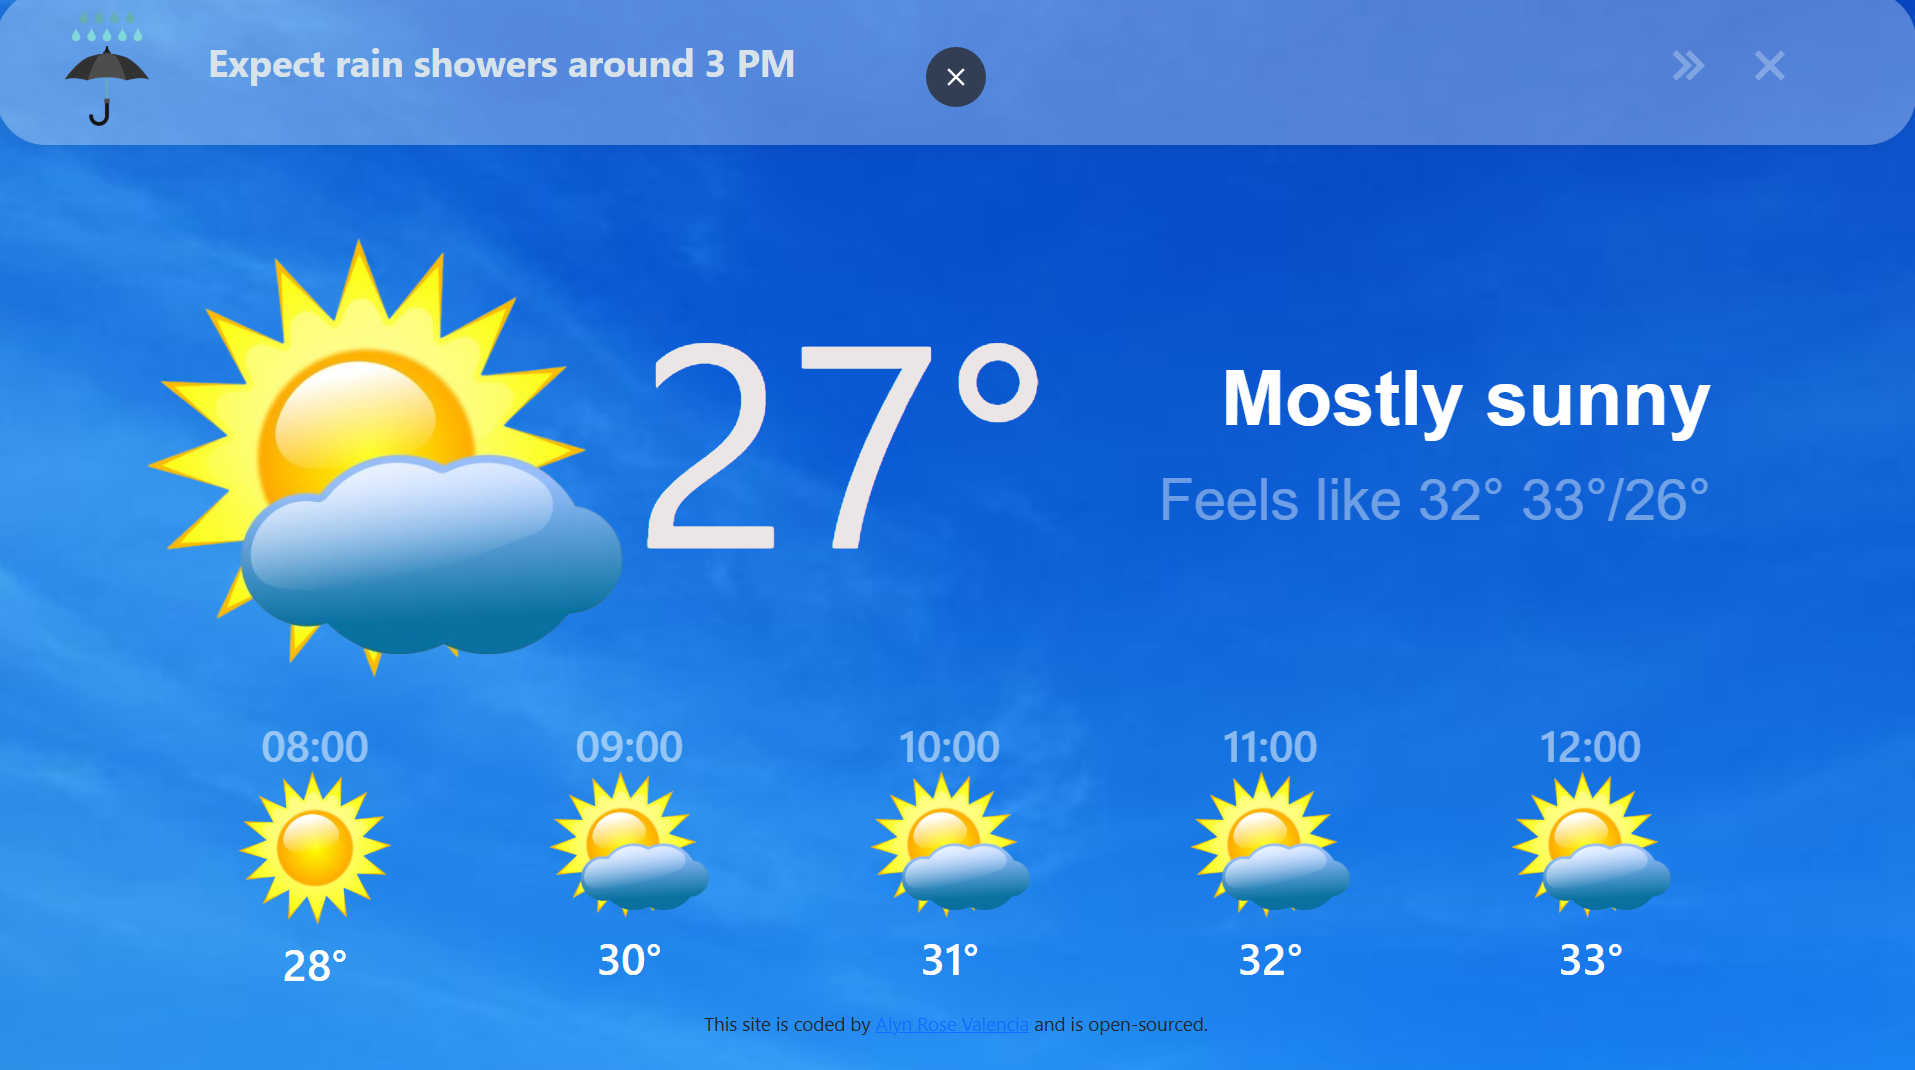 Expect rain showers around 3 PM
27°
Mostly sunny
Feels like 32° 33°/26°
08:00 09:00 10:00 11:00 12:00
28° 30° 31° 32° 33°
This site is coded by Alyn Rose Valencia and is open-sourced.